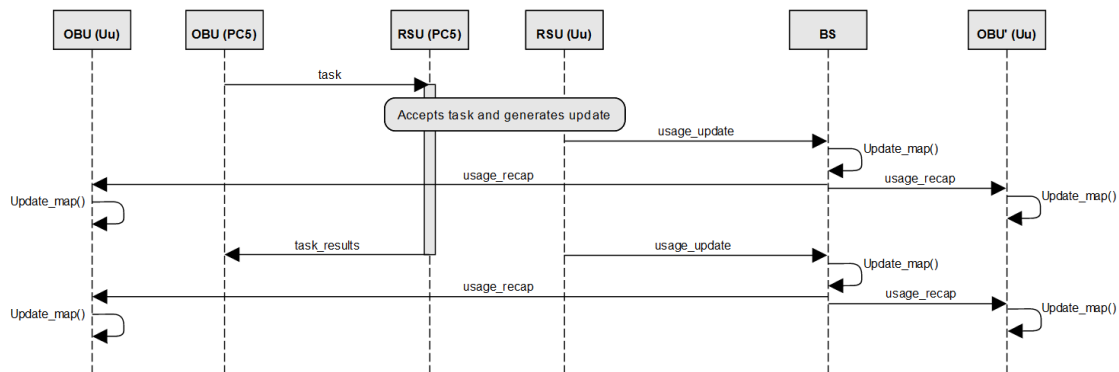 OBU (Uu)
OBU (PC5)
RSU (PC5)
RSU (Uu)
BS
OBU' (Uu)
task
Accepts task and generates update
usage_update
Update_map()
usage_recap
usage_recap
Update_map()
Update_map()
task_results
usage_update
Update_map()
usage_recap
usage_recap
Update_map()
Update_map()